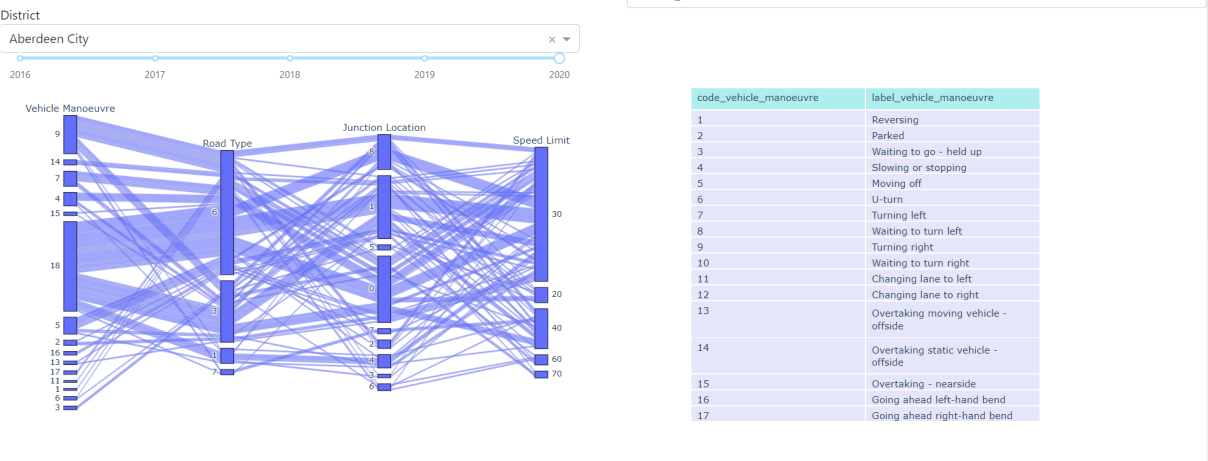 District
Aberdeen City
2016 2017 2018 2019 2020
Vehicle Manoeuvre
9
14
7
4
15
18
5
2
16
13
17
11
1
6
3
Road Type
6
3
1
7
Junction Location
8
1
5
0
7
2
4
3
6
Speed Limit
30
20
40
60
70
code_vehicle_manoeuvre label_vehicle_manoeuvre
1 Reversing
2 Parked
3 Waiting to go - held up
4 Slowing or stopping
5 Moving off
6 U-turn
7 Turning left
8 Waiting to turn left
9 Turning right
10 Waiting to turn right
11 Changing lane to left
12 Changing lane to right
13 Overtaking moving vehicle -
offside
14 Overtaking static vehicle -
offside
15 Overtaking - nearside
16 Going ahead left-hand bend
17 Going ahead right-hand bend